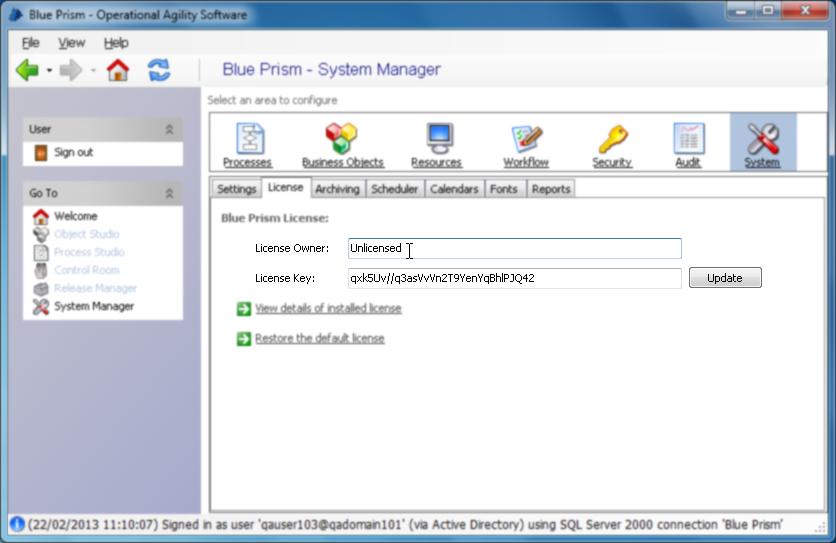 Blue Prism - Operational Agility Software
File View Help
Blue Prism - System Manager
Select an area to configure
User
Sign out
Go To
Welcome
Object Studio
Process Studio
Control Room
Release Manager
System Manager
Processes Business Objects Resources Workflow Security Audit System
Settings License Archiving Scheduler Calendars Fonts Reports
Blue Prism License:
License Owner: Unlicensed
License Key: qxk5Uv//q3asVvVn2T9YenYqBhlPJQ42 Update
View details of installed license
Restore the default license
(22/02/2013 11:10:07) Signed in as user 'qauser103@qadomain101' (via Active Directory) using SQL Server 2000 connection 'Blue Prism'